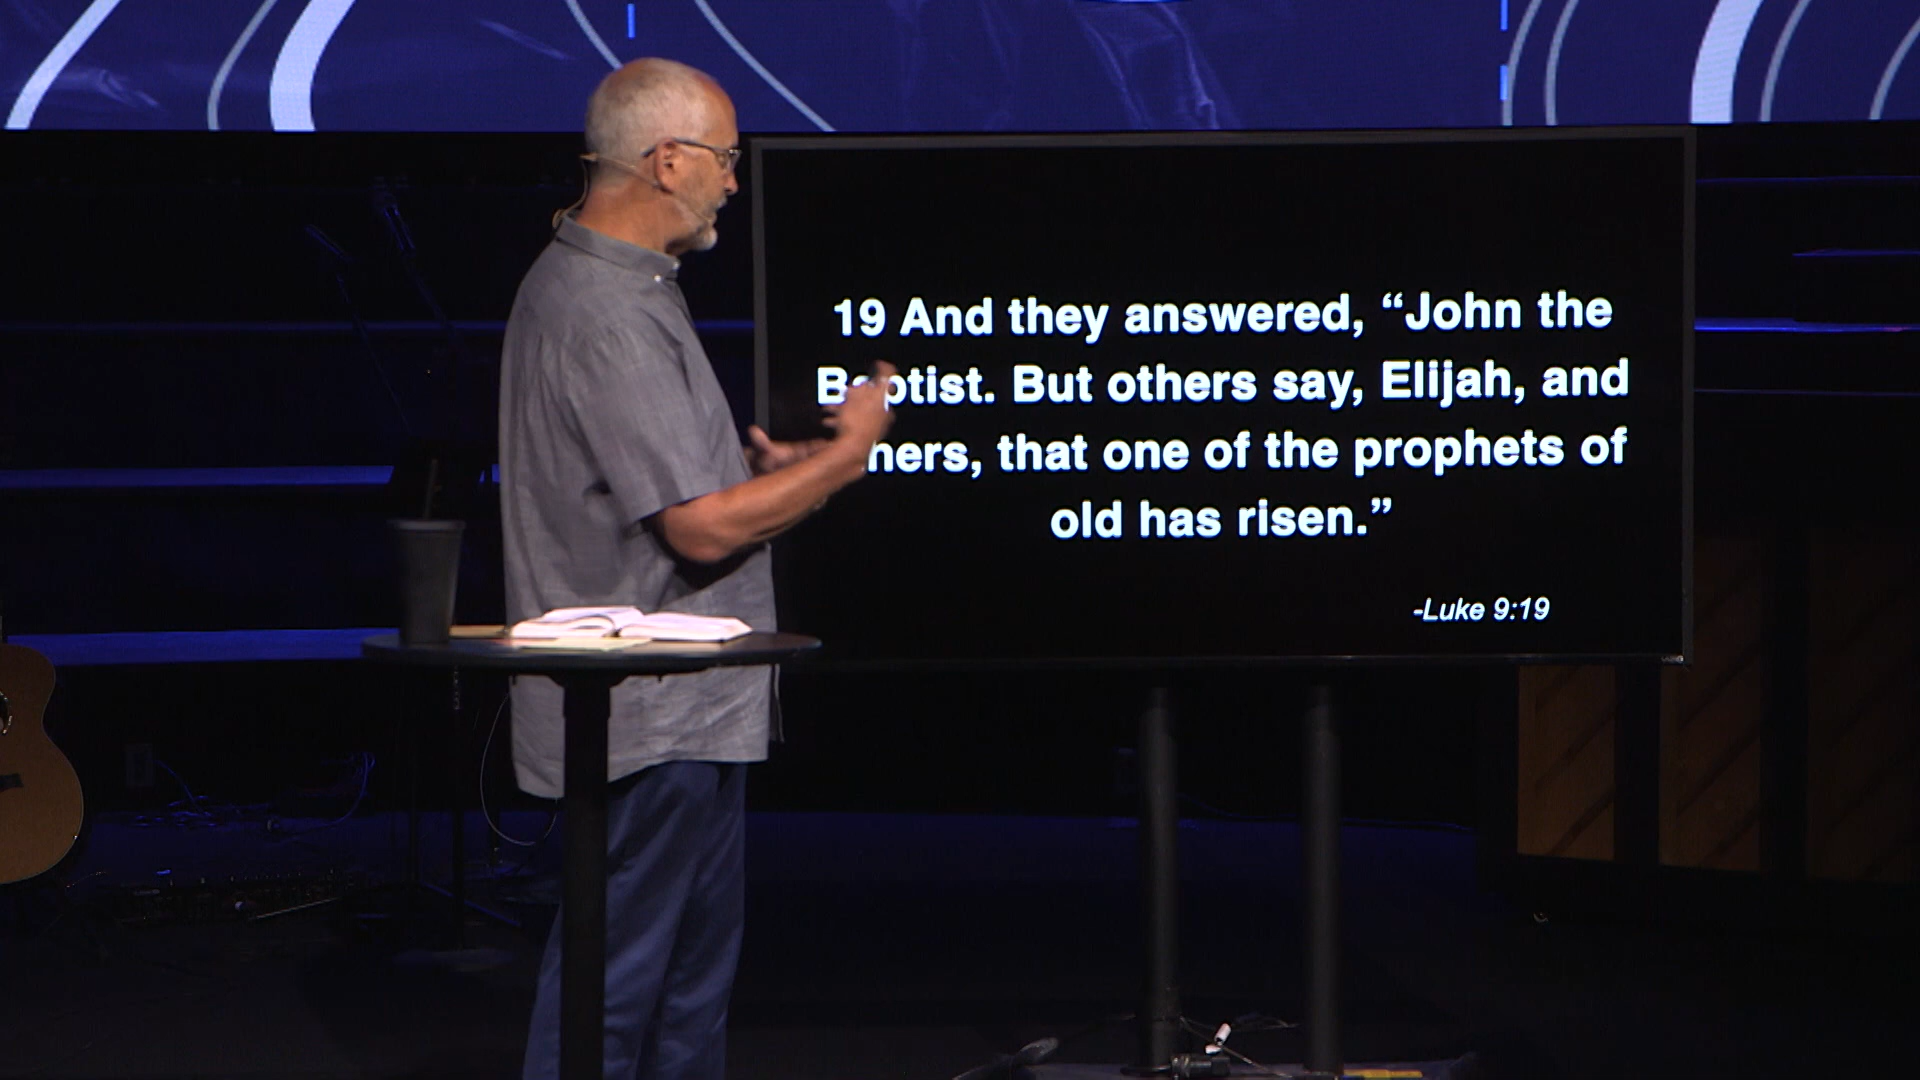 19 And they answered, “John the
Baptist. But others say, Elijah, and
others, that one of the prophets of
old has risen.”
-Luke 9:19